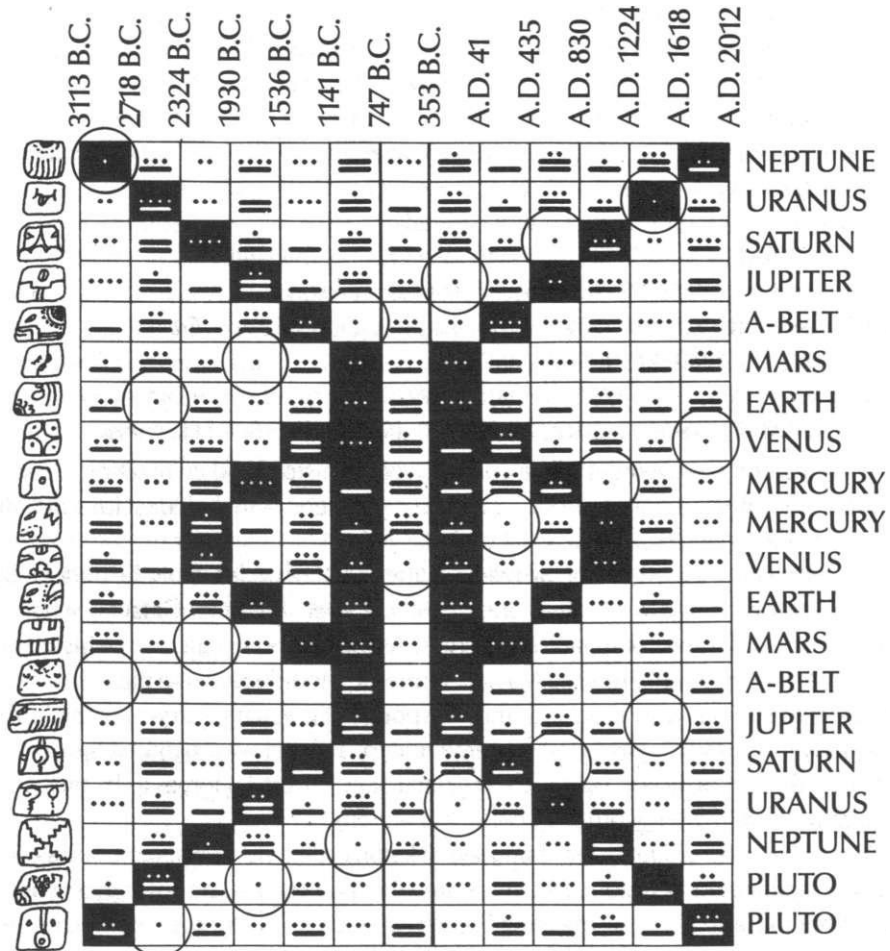 3113 B.C.
2718 B.C.
2324 B.C.
1930 B.C.
1536 B.C.
1141 B.C.
747 B.C.
353 B.C.
A.D. 41
A.D. 435
A.D. 830
A.D. 1224
A.D. 1618
A.D. 2012
NEPTUNE
URANUS
SATURN
JUPITER
A-BELT
MARS
EARTH
VENUS
MERCURY
MERCURY
VENUS
EARTH
MARS
A-BELT
JUPITER
SATURN
URANUS
NEPTUNE
PLUTO
PLUTO